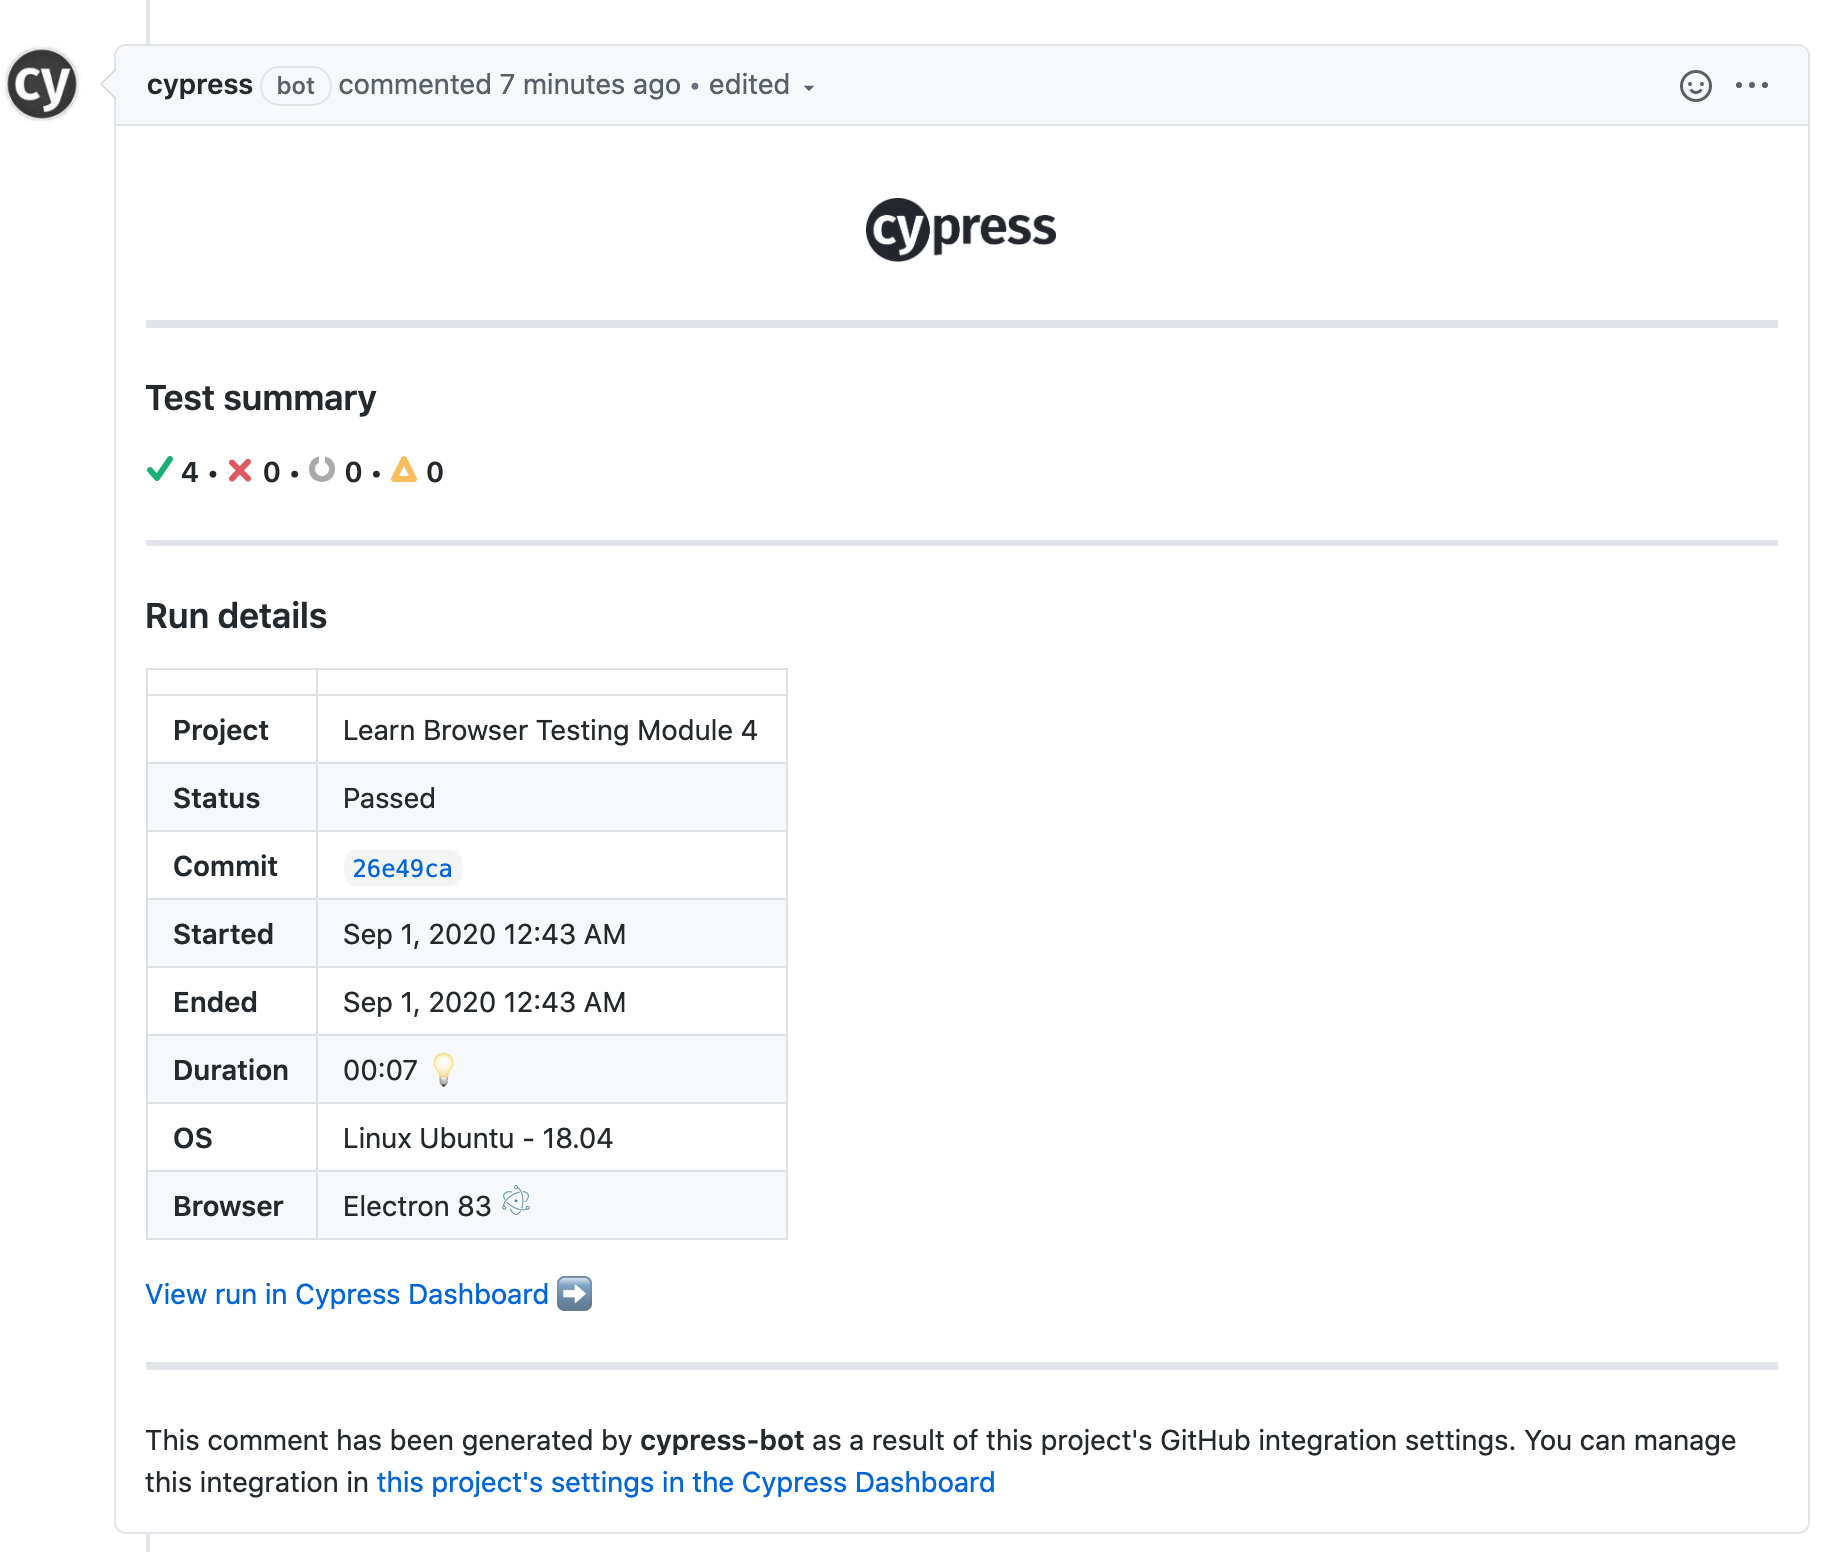 cy
cypress bot commented 7 minutes ago • edited
cypress
Test summary
4 • 0 • 0 • 0
Run details
Project Learn Browser Testing Module 4
Status Passed
Commit 26e49ca
Started Sep 1, 2020 12:43 AM
Ended Sep 1, 2020 12:43 AM
Duration 00:07
OS Linux Ubuntu - 18.04
Browser Electron 83
View run in Cypress Dashboard
This comment has been generated by cypress-bot as a result of this project's GitHub integration settings. You can manage
this integration in this project's settings in the Cypress Dashboard